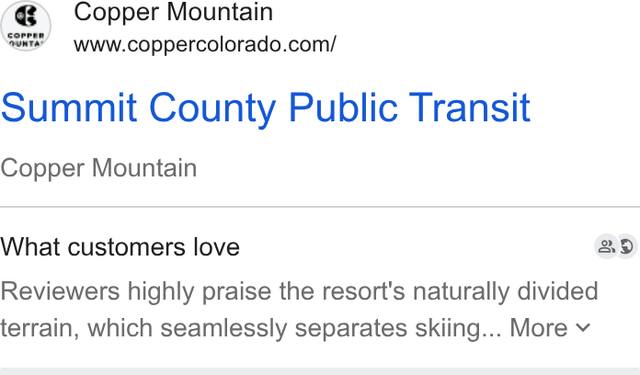 Copper Mountain
COPPER
www.coppercolorado.com/
Summit County Public Transit
Copper Mountain
What customers love
Reviewers highly praise the resort's naturally divided
terrain, which seamlessly separates skiing... More